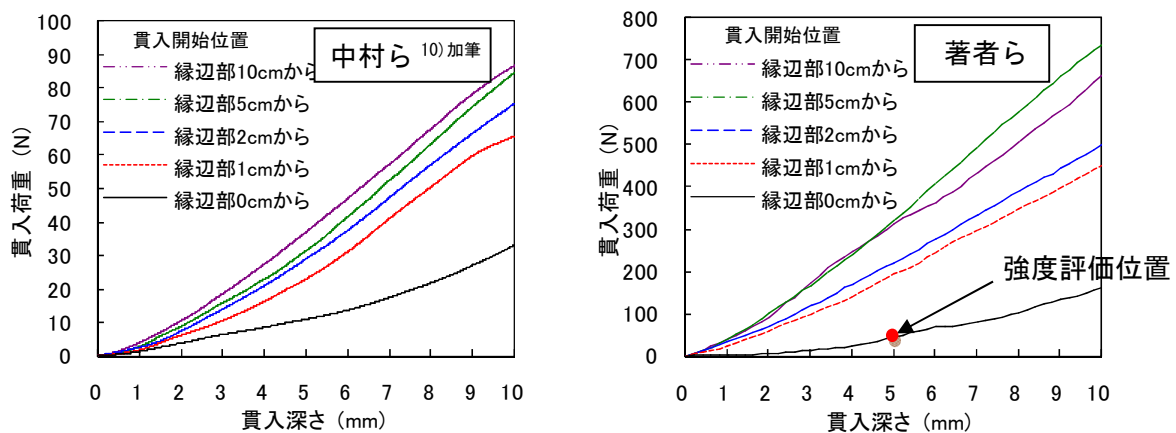 貫入開始位置
中村ら 10) 加筆
縁辺部10cmから
縁辺部5cmから
縁辺部2cmから
縁辺部1cmから
縁辺部0cmから
100
90
80
70
60
50
40
30
20
10
0
貫入荷重 (N)
0 1 2 3 4 5 6 7 8 9 10
貫入深さ (mm)
貫入開始位置
著者ら
縁辺部10cmから
縁辺部5cmから
縁辺部2cmから
縁辺部1cmから
縁辺部0cmから
強度評価位置
800
700
600
500
400
300
200
100
0
貫入荷重 (N)
0 1 2 3 4 5 6 7 8 9 10
貫入深さ (mm)